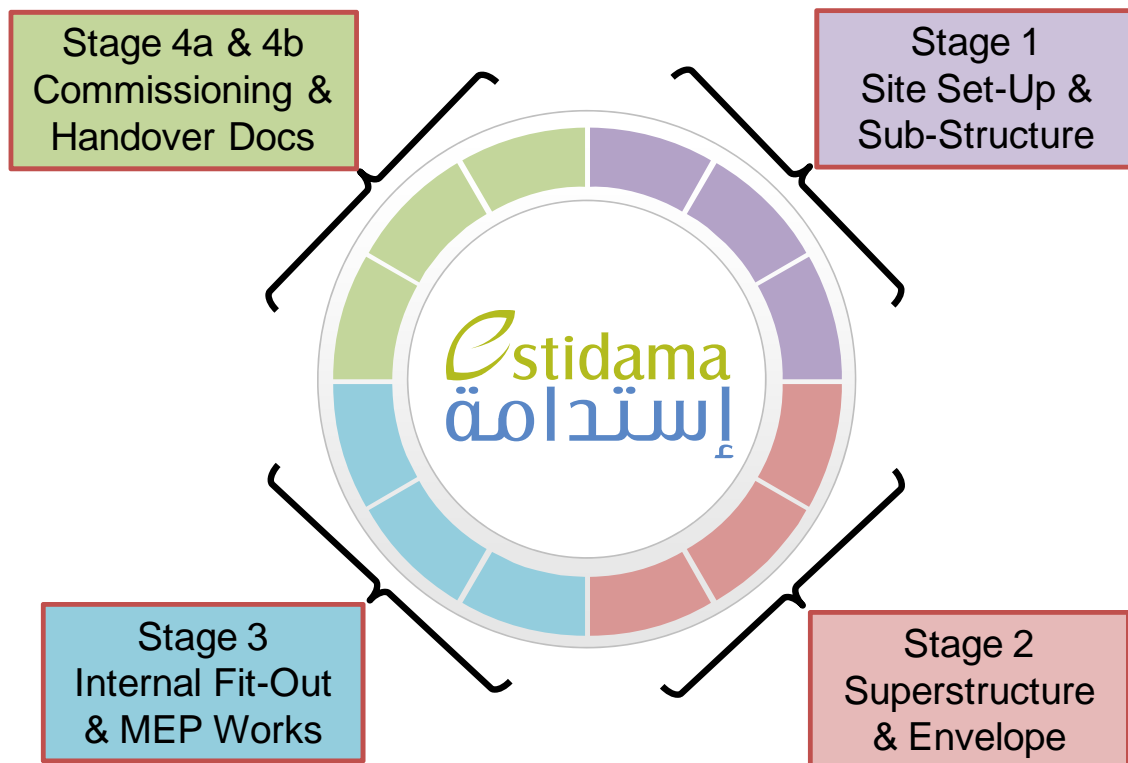 Stage 4a & 4b
Commissioning &
Handover Docs
Stage 1
Site Set-Up &
Sub-Structure
estidama
إستدامة
Stage 3
Internal Fit-Out
& MEP Works
Stage 2
Superstructure
& Envelope